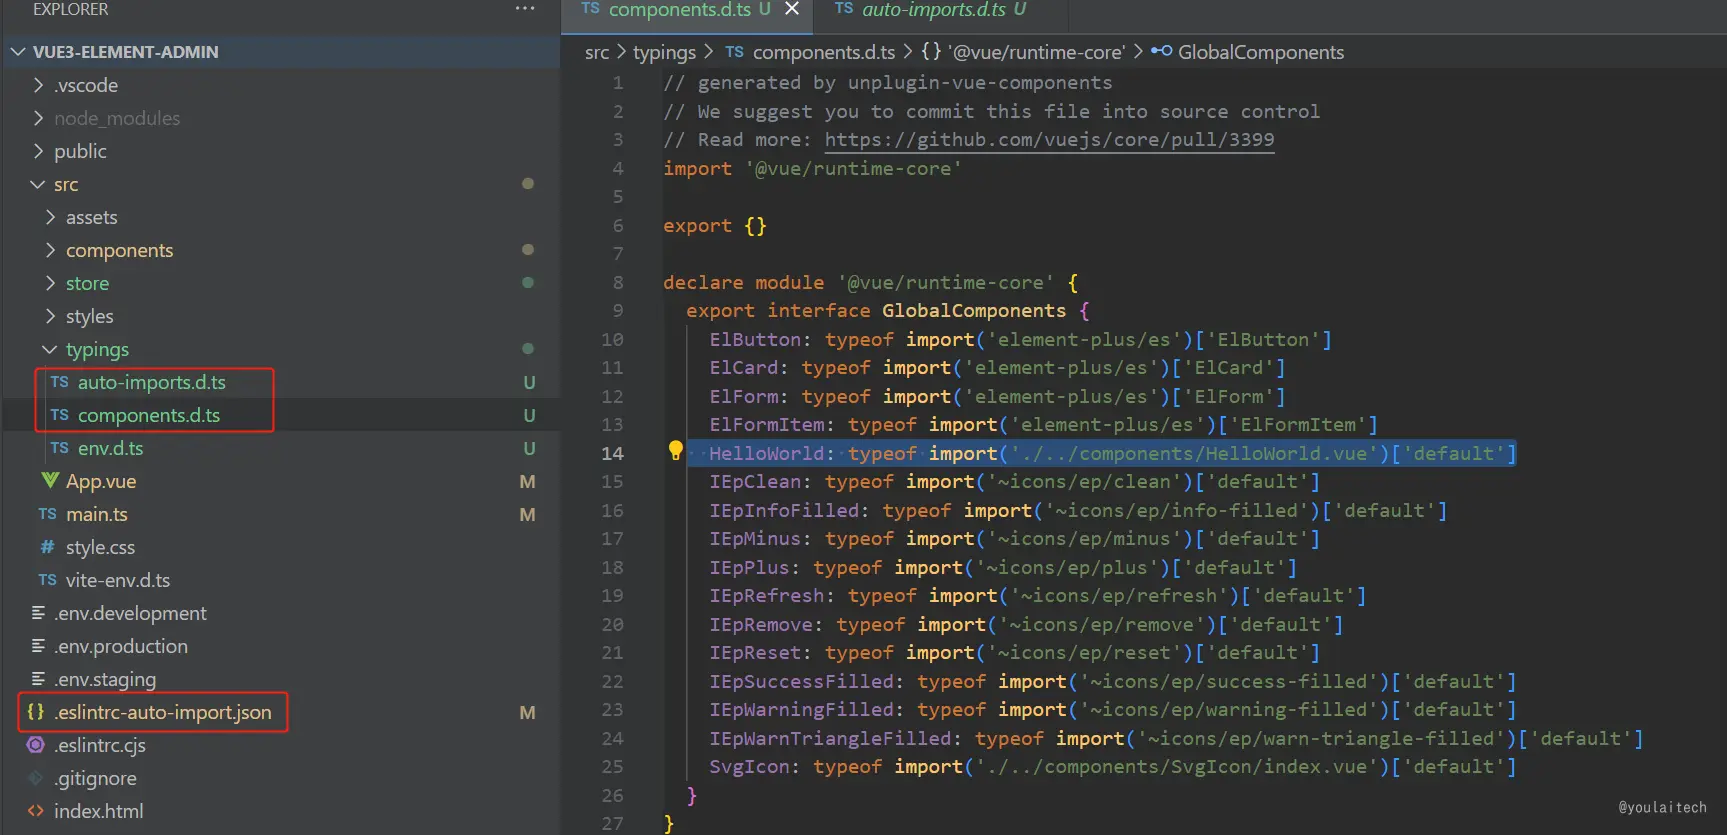 EXPLORER
···
VUE3-ELEMENT-ADMIN
.vscode
node_modules
public
src
assets
components
store
styles
typings
TS auto-imports.d.ts U
TS components.d.ts U
TS env.d.ts U
App.vue M
TS main.ts M
# style.css
TS vite-env.d.ts
.env.development
.env.production
.env.staging
{} .eslintrc-auto-import.json M
.eslintrc.cjs
.gitignore
<> index.html
TS components.d.ts U
TS auto-imports.d.ts U
src > typings > TS components.d.ts > {} '@vue/runtime-core' > GlobalComponents
1 // generated by unplugin-vue-components
2 // We suggest you to commit this file into source control
3 // Read more: https://github.com/vuejs/core/pull/3399
4 import '@vue/runtime-core'
5
6 export {}
7
8 declare module '@vue/runtime-core' {
9 export interface GlobalComponents {
10 ElButton: typeof import('element-plus/es')['ElButton']
11 ElCard: typeof import('element-plus/es')['ElCard']
12 ElForm: typeof import('element-plus/es')['ElForm']
13 ElFormItem: typeof import('element-plus/es')['ElFormItem']
14 HelloWorld: typeof import('./../components/HelloWorld.vue')['default']
15 IEpClean: typeof import('~icons/ep/clean')['default']
16 IEpInfoFilled: typeof import('~icons/ep/info-filled')['default']
17 IEpMinus: typeof import('~icons/ep/minus')['default']
18 IEpPlus: typeof import('~icons/ep/plus')['default']
19 IEpRefresh: typeof import('~icons/ep/refresh')['default']
20 IEpRemove: typeof import('~icons/ep/remove')['default']
21 IEpReset: typeof import('~icons/ep/reset')['default']
22 IEpSuccessFilled: typeof import('~icons/ep/success-filled')['default']
23 IEpWarningFilled: typeof import('~icons/ep/warning-filled')['default']
24 IEpWarnTriangleFilled: typeof import('~icons/ep/warn-triangle-filled')['default']
25 SvgIcon: typeof import('./../components/SvgIcon/index.vue')['default']
26 }
27 }
@youlaitech